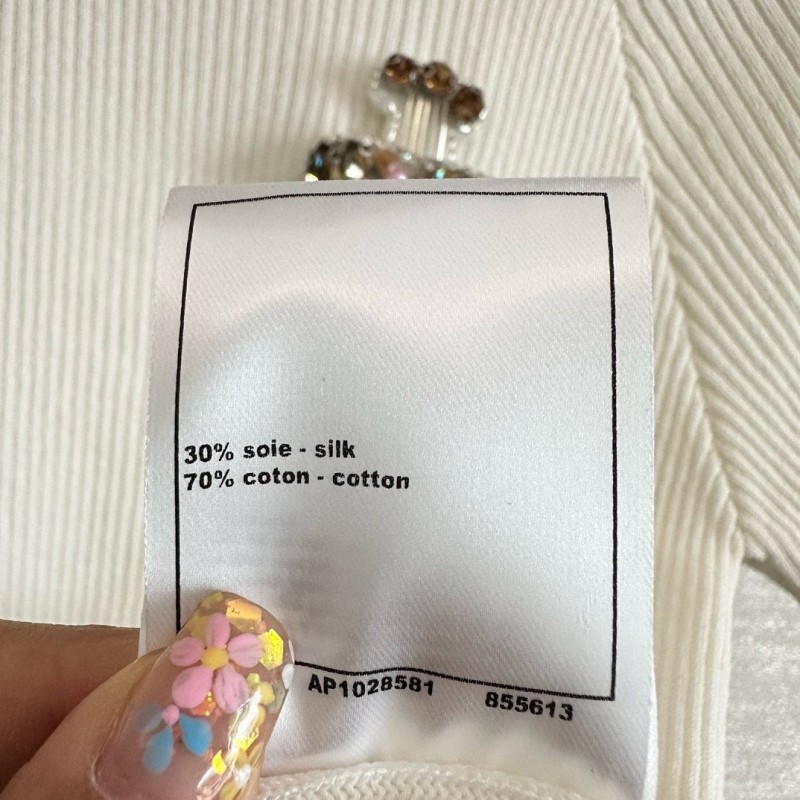 30% soie - silk
70% coton - cotton
AP1028581 855613